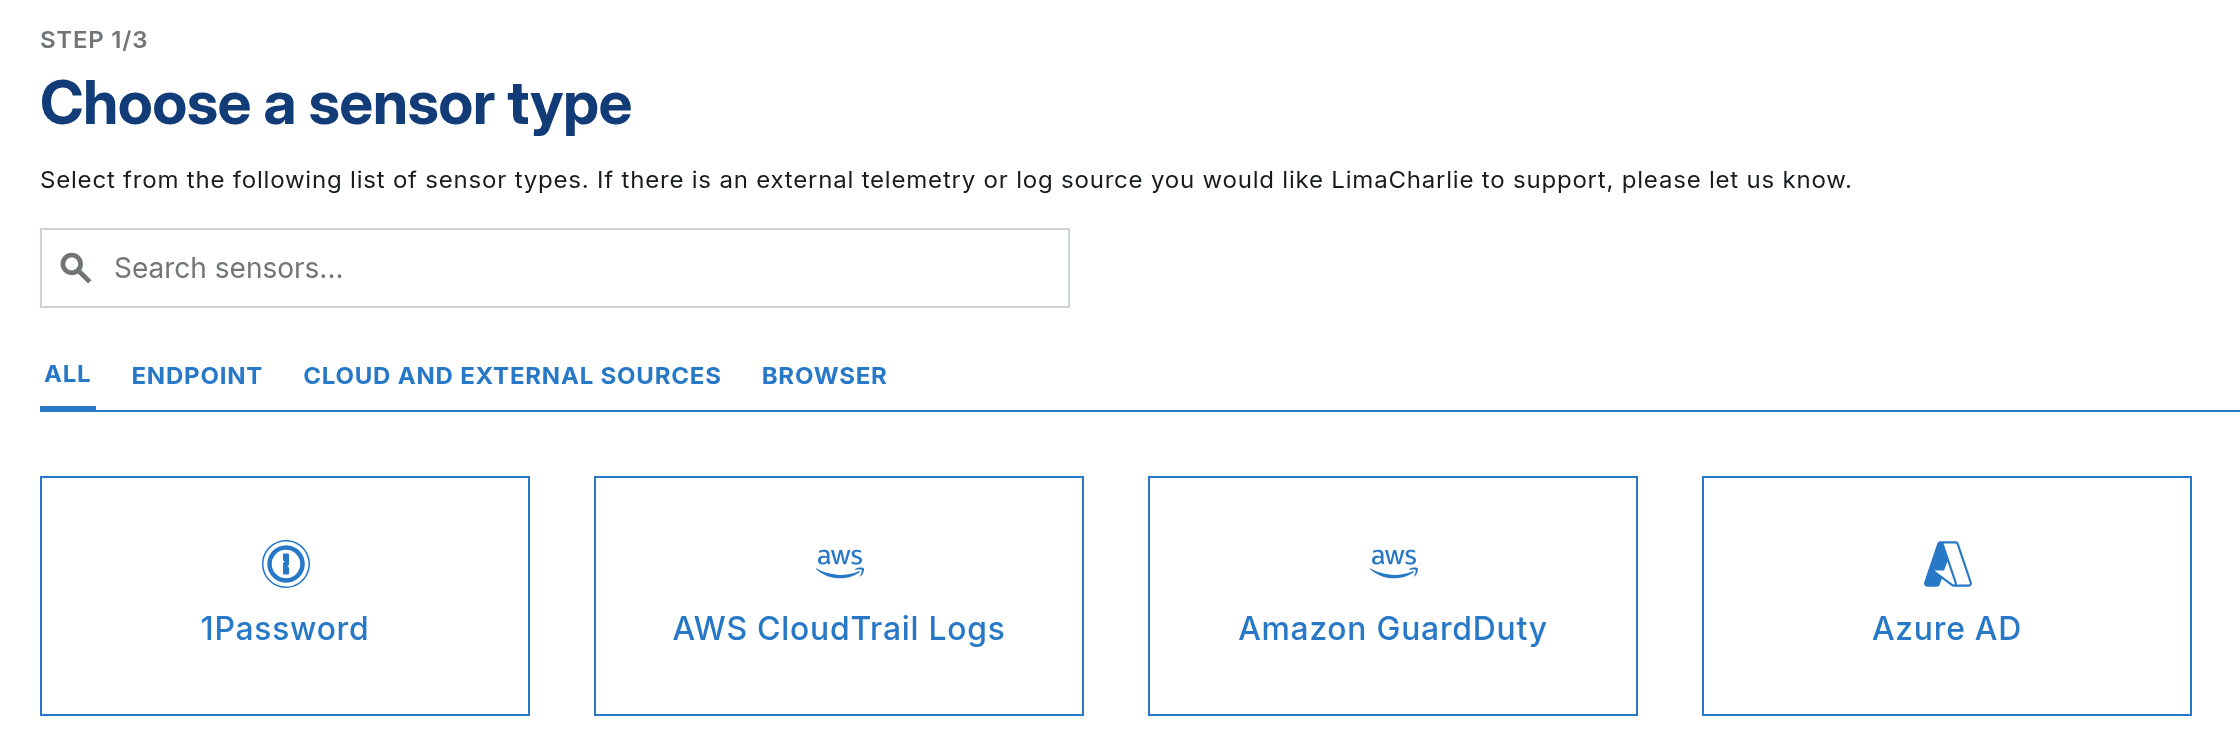 STEP 1/3
Choose a sensor type
Select from the following list of sensor types. If there is an external telemetry or log source you would like LimaCharlie to support, please let us know.
Search sensors...
ALL ENDPOINT CLOUD AND EXTERNAL SOURCES BROWSER
aws aws
1Password AWS CloudTrail Logs Amazon GuardDuty Azure AD